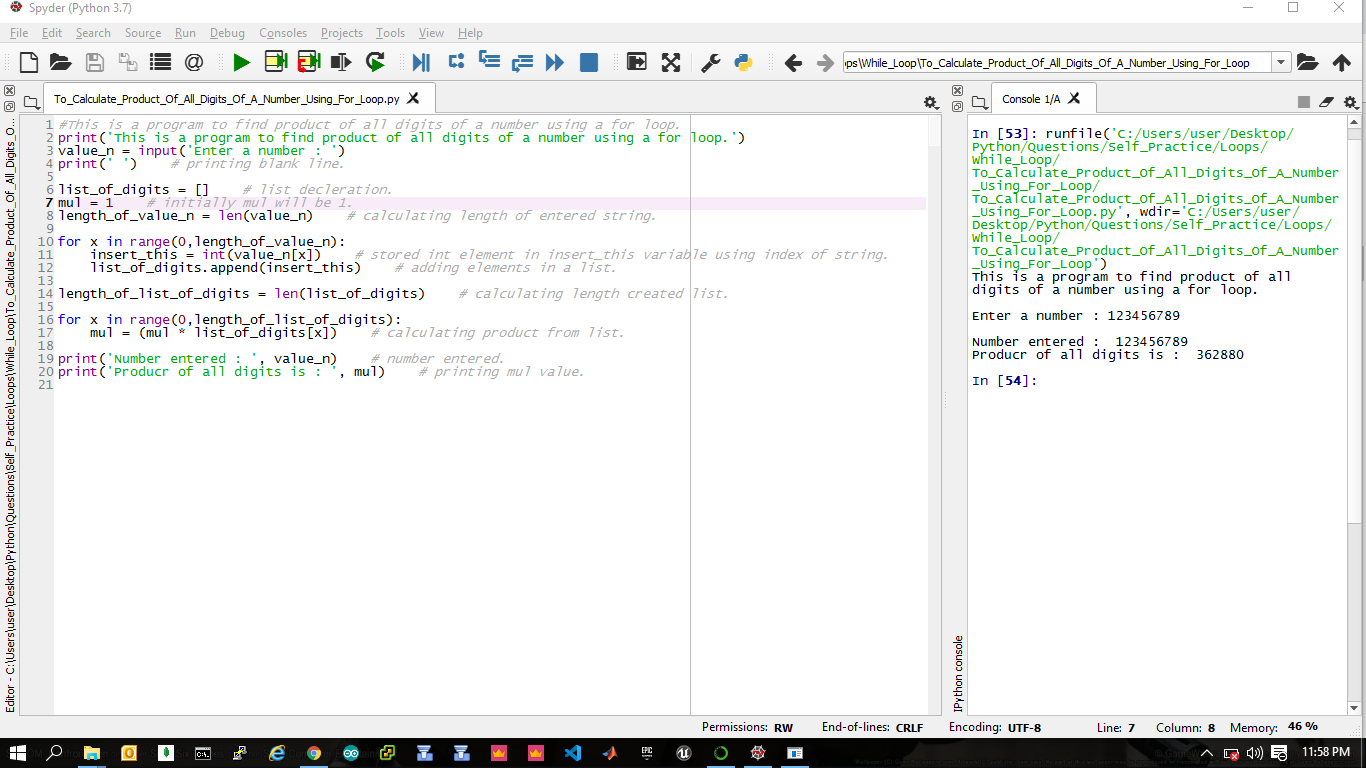 Spyder (Python 3.7)
File Edit Search Source Run Debug Consoles Projects Tools View Help
ps\While_Loop\To_Calculate_Product_Of_All_Digits_Of_A_Number_Using_For_Loop
To_Calculate_Product_Of_All_Digits_Of_A_Number_Using_For_Loop.py
Editor - C:\Users\user\Desktop\Python\Questions\Self_Practice\Loops\While_Loop\To_Calculate_Product_Of_All_Digits_O...
1 #This is a program to find product of all digits of a number using a for loop.
2 print('This is a program to find product of all digits of a number using a for loop.')
3 value_n = input('Enter a number : ')
4 print(' ')    # printing blank line.
5
6 list_of_digits = []    # list decleration.
7 mul = 1    # initially mul will be 1.
8 length_of_value_n = len(value_n)    # calculating length of entered string.
9
10 for x in range(0,length_of_value_n):
11     insert_this = int(value_n[x])    # stored int element in insert_this variable using index of string.
12     list_of_digits.append(insert_this)    # adding elements in a list.
13
14 length_of_list_of_digits = len(list_of_digits)    # calculating length created list.
15
16 for x in range(0,length_of_list_of_digits):
17     mul = (mul * list_of_digits[x])    # calculating product from list.
18
19 print('Number entered : ', value_n)    # number entered.
20 print('Producr of all digits is : ', mul)    # printing mul value.
21
Console 1/A
IPython console
In [53]: runfile('C:/Users/user/Desktop/
Python/Questions/Self_Practice/Loops/
While_Loop/
To_Calculate_Product_Of_All_Digits_Of_A_Number
_Using_For_Loop/
To_Calculate_Product_Of_All_Digits_Of_A_Number
_Using_For_Loop.py', wdir='C:/Users/user/
Desktop/Python/Questions/Self_Practice/Loops/
While_Loop/
To_Calculate_Product_Of_All_Digits_Of_A_Number
_Using_For_Loop')
This is a program to find product of all
digits of a number using a for loop.
Enter a number : 123456789
Number entered :  123456789
Producr of all digits is :  362880
In [54]:
Permissions: RW End-of-lines: CRLF Encoding: UTF-8 Line: 7 Column: 8 Memory: 46 %
EPIC GAMES
11:58 PM